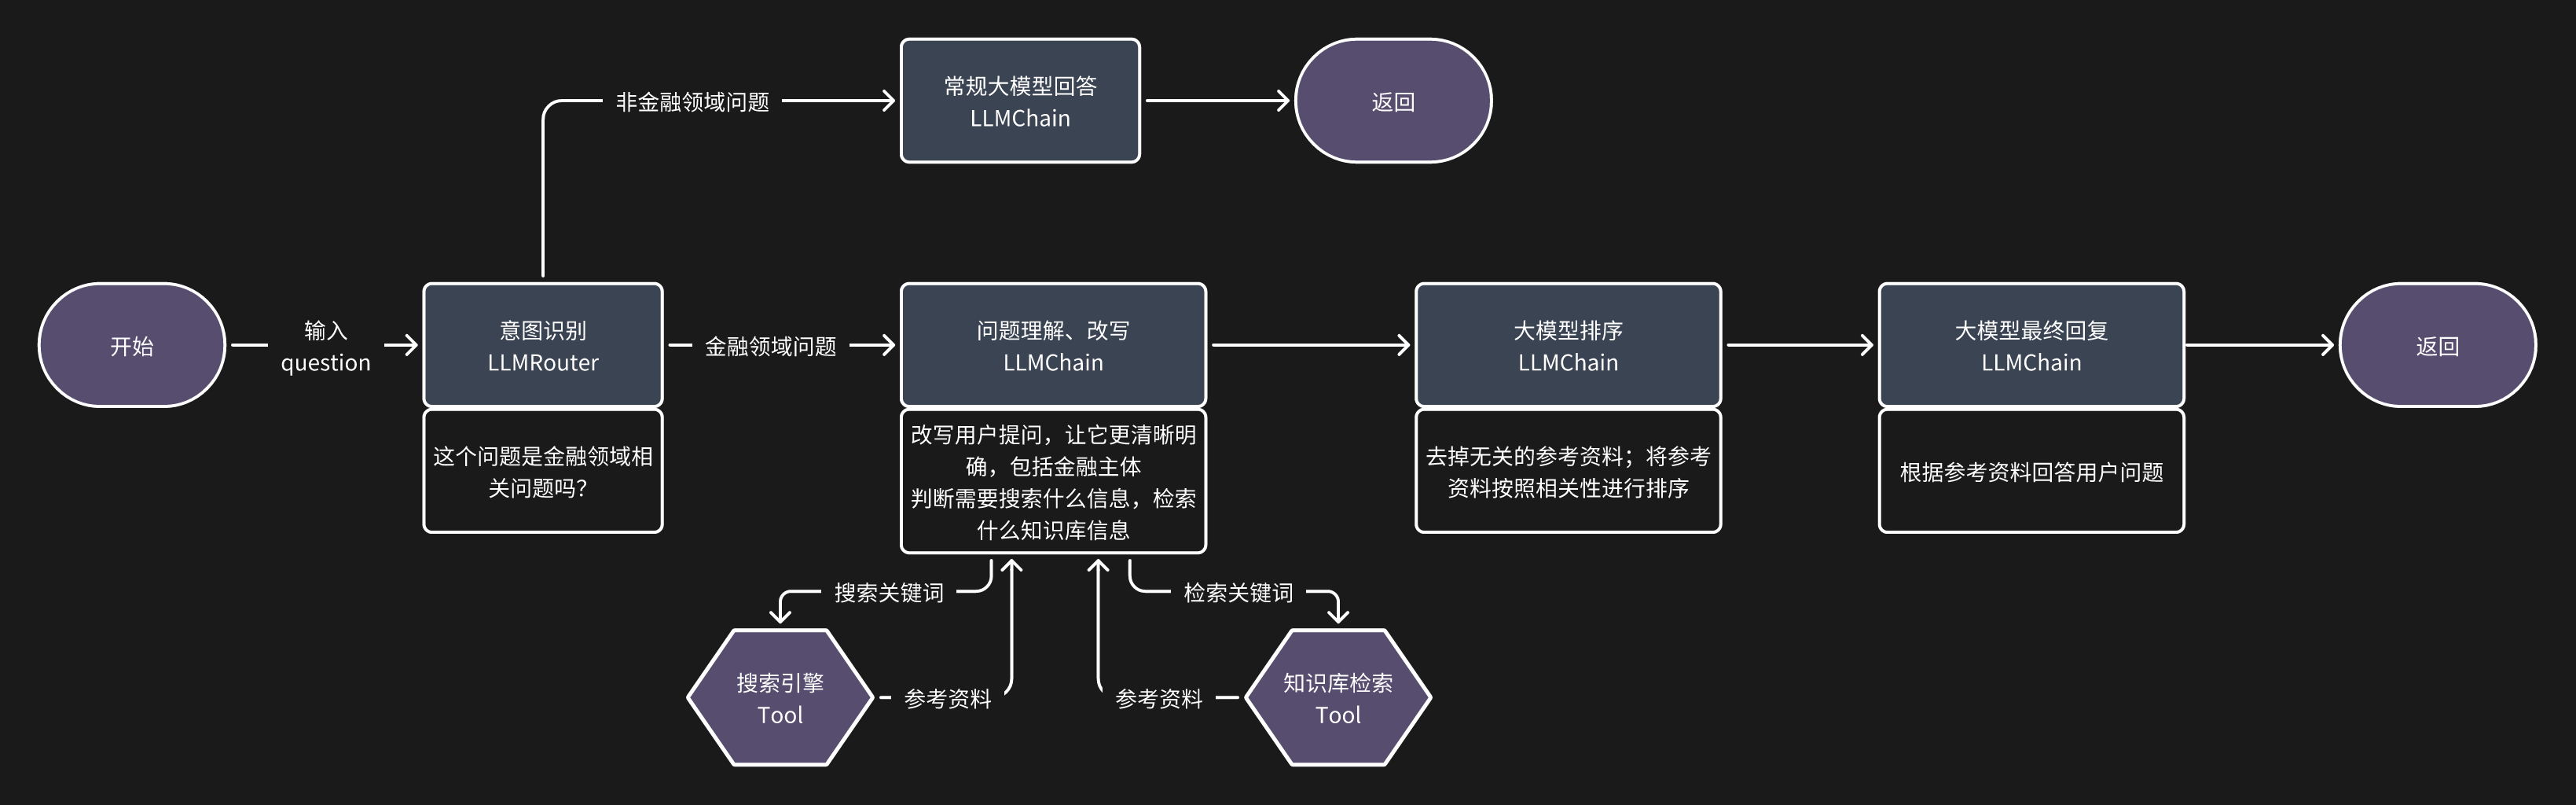 非金融领域问题
常规大模型回答
LLMChain
返回
开始
输入
question
意图识别
LLMRouter
这个问题是金融领域相
关问题吗？
金融领域问题
问题理解、改写
LLMChain
改写用户提问，让它更清晰明
确，包括金融主体
判断需要搜索什么信息，检索
什么知识库信息
大模型排序
LLMChain
去掉无关的参考资料；将参考
资料按照相关性进行排序
大模型最终回复
LLMChain
根据参考资料回答用户问题
返回
搜索关键词
检索关键词
搜索引擎
Tool
参考资料
参考资料
知识库检索
Tool